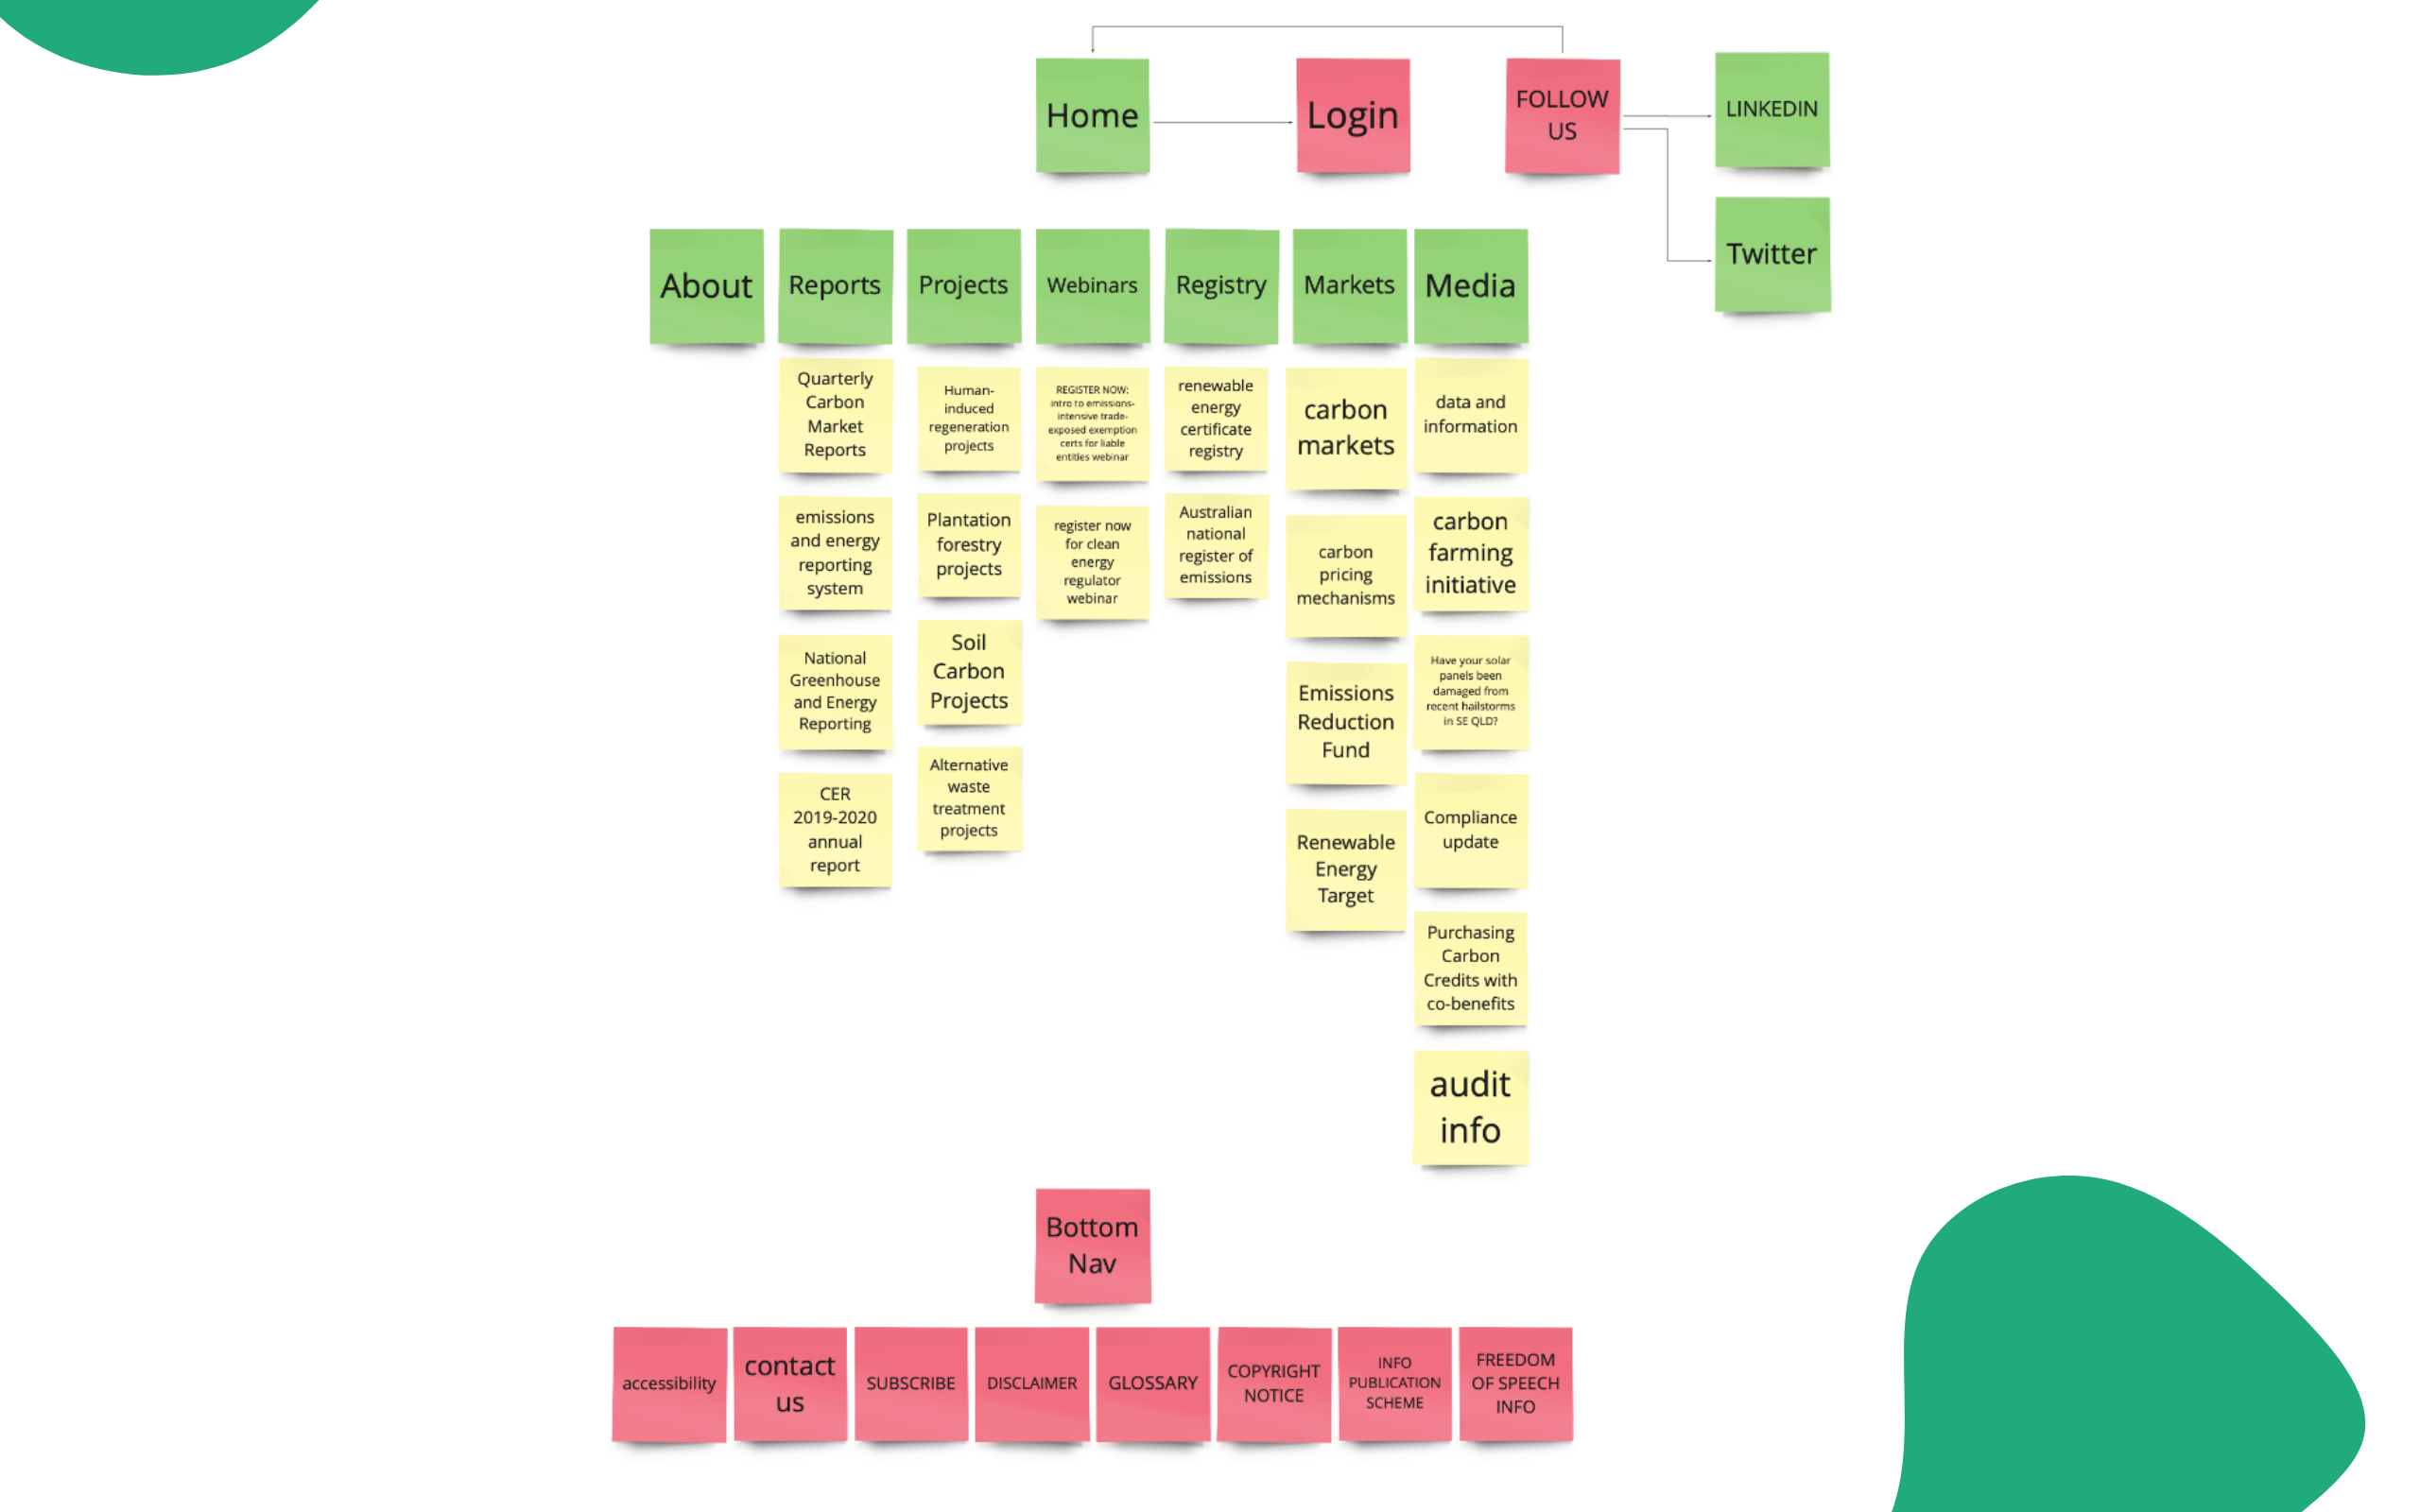 Home
Login
FOLLOW
US
LINKEDIN
Twitter
About
Reports
Projects
Webinars
Registry
Markets
Media
Quarterly
Carbon
Market
Reports
emissions
and energy
reporting
system
National
Greenhouse
and Energy
Reporting
CER
2019-2020
annual
report
Human-
induced
regeneration
projects
Plantation
forestry
projects
Soil
Carbon
Projects
Alternative
waste
treatment
projects
REGISTER NOW:
intro to emissions-
intensive trade-
exposed exemption
certs for liable
entities webinar
register now
for clean
energy
regulator
webinar
renewable
energy
certificate
registry
Australian
national
register of
emissions
carbon
markets
carbon
pricing
mechanisms
Emissions
Reduction
Fund
Renewable
Energy
Target
data and
information
carbon
farming
initiative
Have your solar
panels been
damaged from
recent hailstorms
in SE QLD?
Compliance
update
Purchasing
Carbon
Credits with
co-benefits
audit
info
Bottom
Nav
accessibility
contact
us
SUBSCRIBE
DISCLAIMER
GLOSSARY
COPYRIGHT
NOTICE
INFO
PUBLICATION
SCHEME
FREEDOM
OF SPEECH
INFO